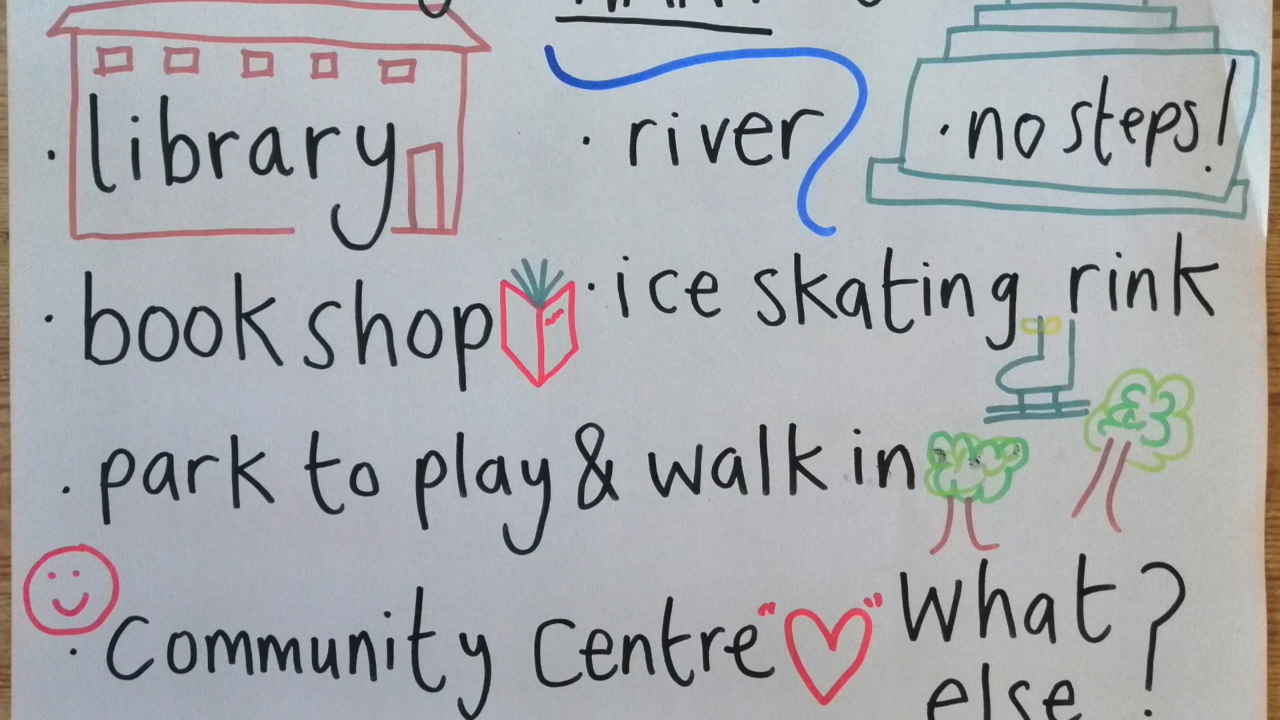 · library · river · no steps!
· book shop · ice skating rink
· park to play & walk in
· Community Centre "♡" What
else?